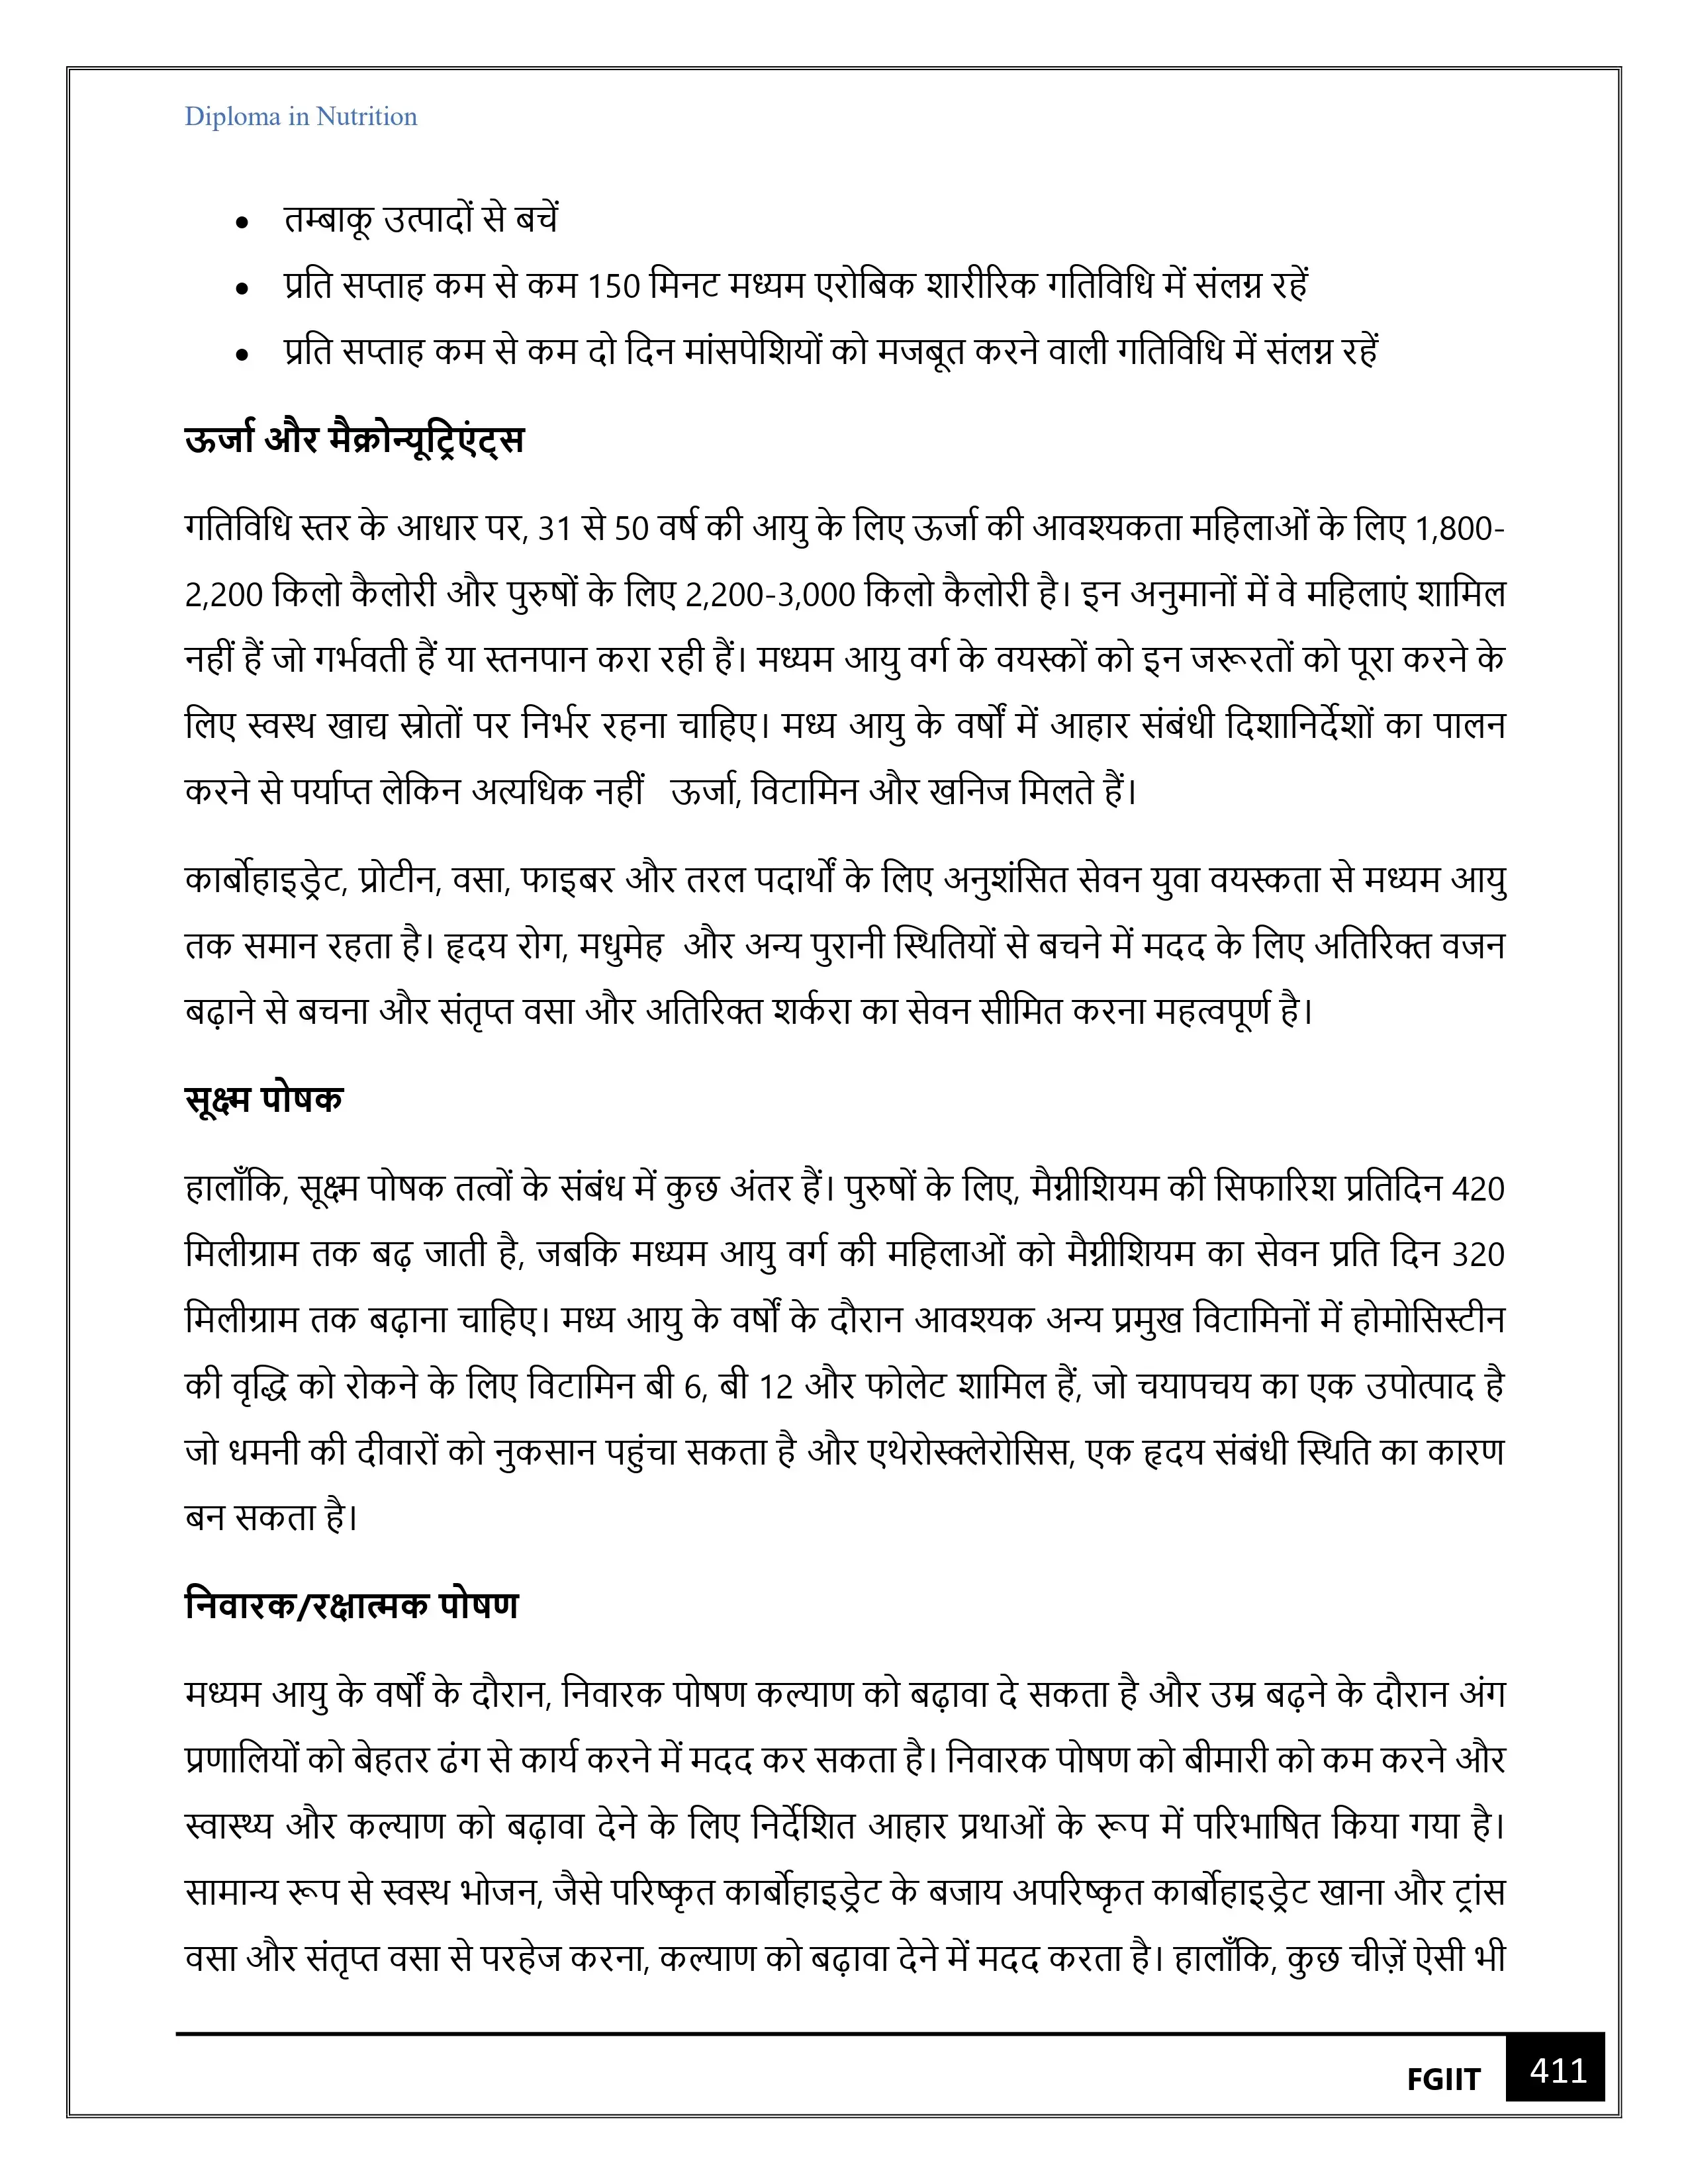 Diploma in Nutrition
• तम्बाकू उत्पादों से बचें
• प्रति सप्ताह कम से कम 150 मिनट मध्यम एरोबिक शारीरिक गतिविधि में संलग्न रहें
• प्रति सप्ताह कम से कम दो दिन मांसपेशियों को मजबूत करने वाली गतिविधि में संलग्न रहें
ऊर्जा और मैक्रोन्यूट्रिएंट्स
गतिविधि स्तर के आधार पर, 31 से 50 वर्ष की आयु के लिए ऊर्जा की आवश्यकता महिलाओं के लिए 1,800-
2,200 किलो कैलोरी और पुरुषों के लिए 2,200-3,000 किलो कैलोरी है। इन अनुमानों में वे महिलाएं शामिल
नहीं हैं जो गर्भवती हैं या स्तनपान करा रही हैं। मध्यम आयु वर्ग के वयस्कों को इन जरूरतों को पूरा करने के
लिए स्वस्थ खाद्य स्रोतों पर निर्भर रहना चाहिए। मध्य आयु के वर्षों में आहार संबंधी दिशानिर्देशों का पालन
करने से पर्याप्त लेकिन अत्यधिक नहीं ऊर्जा, विटामिन और खनिज मिलते हैं।
कार्बोहाइड्रेट, प्रोटीन, वसा, फाइबर और तरल पदार्थों के लिए अनुशंसित सेवन युवा वयस्कता से मध्यम आयु
तक समान रहता है। हृदय रोग, मधुमेह और अन्य पुरानी स्थितियों से बचने में मदद के लिए अतिरिक्त वजन
बढ़ाने से बचना और संतृप्त वसा और अतिरिक्त शर्करा का सेवन सीमित करना महत्वपूर्ण है।
सूक्ष्म पोषक
हालाँकि, सूक्ष्म पोषक तत्वों के संबंध में कुछ अंतर हैं। पुरुषों के लिए, मैग्नीशियम की सिफारिश प्रतिदिन 420
मिलीग्राम तक बढ़ जाती है, जबकि मध्यम आयु वर्ग की महिलाओं को मैग्नीशियम का सेवन प्रति दिन 320
मिलीग्राम तक बढ़ाना चाहिए। मध्य आयु के वर्षों के दौरान आवश्यक अन्य प्रमुख विटामिनों में होमोसिस्टीन
की वृद्धि को रोकने के लिए विटामिन बी 6, बी 12 और फोलेट शामिल हैं, जो चयापचय का एक उपोत्पाद है
जो धमनी की दीवारों को नुकसान पहुंचा सकता है और एथेरोस्क्लेरोसिस, एक हृदय संबंधी स्थिति का कारण
बन सकता है।
निवारक/रक्षात्मक पोषण
मध्यम आयु के वर्षों के दौरान, निवारक पोषण कल्याण को बढ़ावा दे सकता है और उम्र बढ़ने के दौरान अंग
प्रणालियों को बेहतर ढंग से कार्य करने में मदद कर सकता है। निवारक पोषण को बीमारी को कम करने और
स्वास्थ्य और कल्याण को बढ़ावा देने के लिए निर्देशित आहार प्रथाओं के रूप में परिभाषित किया गया है।
सामान्य रूप से स्वस्थ भोजन, जैसे परिष्कृत कार्बोहाइड्रेट के बजाय अपरिष्कृत कार्बोहाइड्रेट खाना और ट्रांस
वसा और संतृप्त वसा से परहेज करना, कल्याण को बढ़ावा देने में मदद करता है। हालाँकि, कुछ चीज़ें ऐसी भी
FGIIT 411